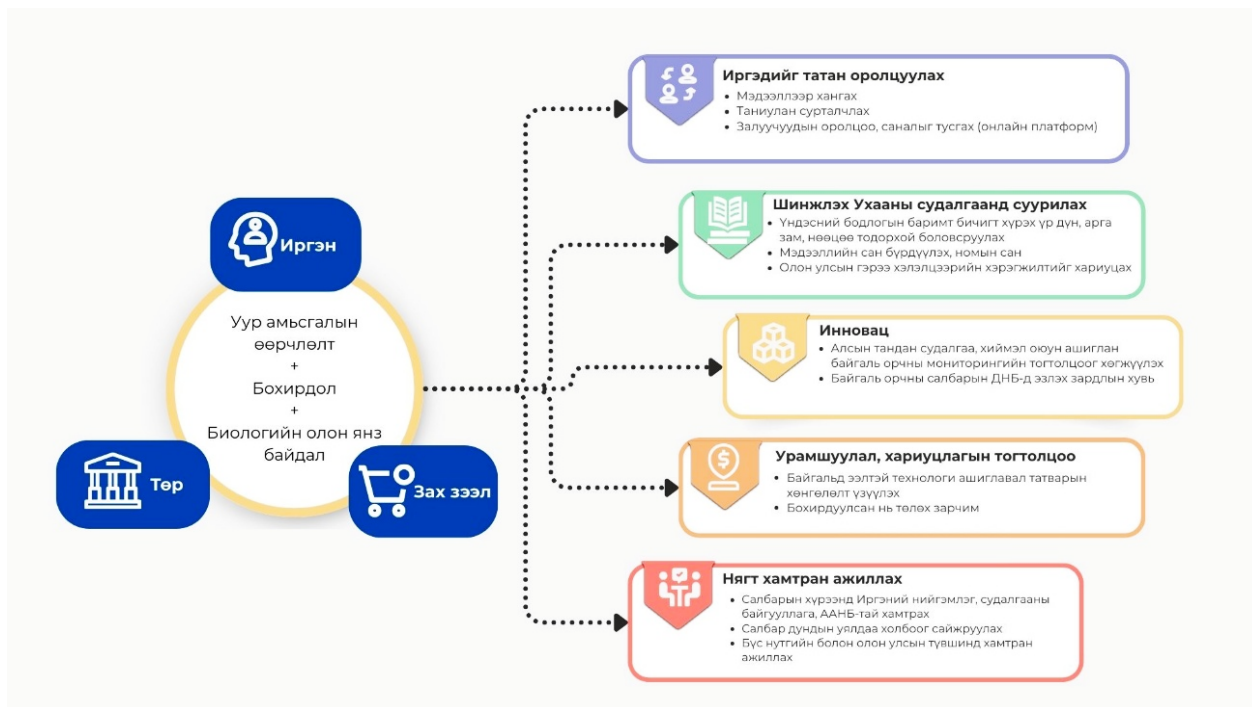 Иргэн
Уур амьсгалын
өөрчлөлт
+
Бохирдол
+
Биологийн олон янз
байдал
Төр
Зах зээл
Иргэдийг татан оролцуулах
• Мэдээллээр хангах
• Таниулан сурталчлах
• Залуучуудын оролцоо, саналыг тусгах (онлайн платформ)
Шинжлэх Ухааны судалгаанд суурилах
• Үндэсний бодлогын баримт бичигт хүрэх үр дүн, арга
зам, нөөцөө тодорхой боловсруулах
• Мэдээллийн сан бүрдүүлэх, номын сан
• Олон улсын гэрээ хэлэлцээрийн хэрэгжилтийг хариуцах
Инновац
• Алсын тандан судалгаа, хиймэл оюун ашиглан
байгаль орчны мониторингийн тогтолцоог хөгжүүлэх
• Байгаль орчны салбарын ДНБ-д эзлэх зардлын хувь
Урамшуулал, хариуцлагын тогтолцоо
• Байгальд ээлтэй технологи ашиглавал татварын
хөнгөлөлт үзүүлэх
• Бохирдуулсан нь төлөх зарчим
Нягт хамтран ажиллах
• Салбарын хүрээнд Иргэний нийгэмлэг, судалгааны
байгууллага, ААНБ-тай хамтрах
• Салбар дундын уялдаа холбоог сайжруулах
• Бүс нутгийн болон олон улсын түвшинд хамтран
ажиллах